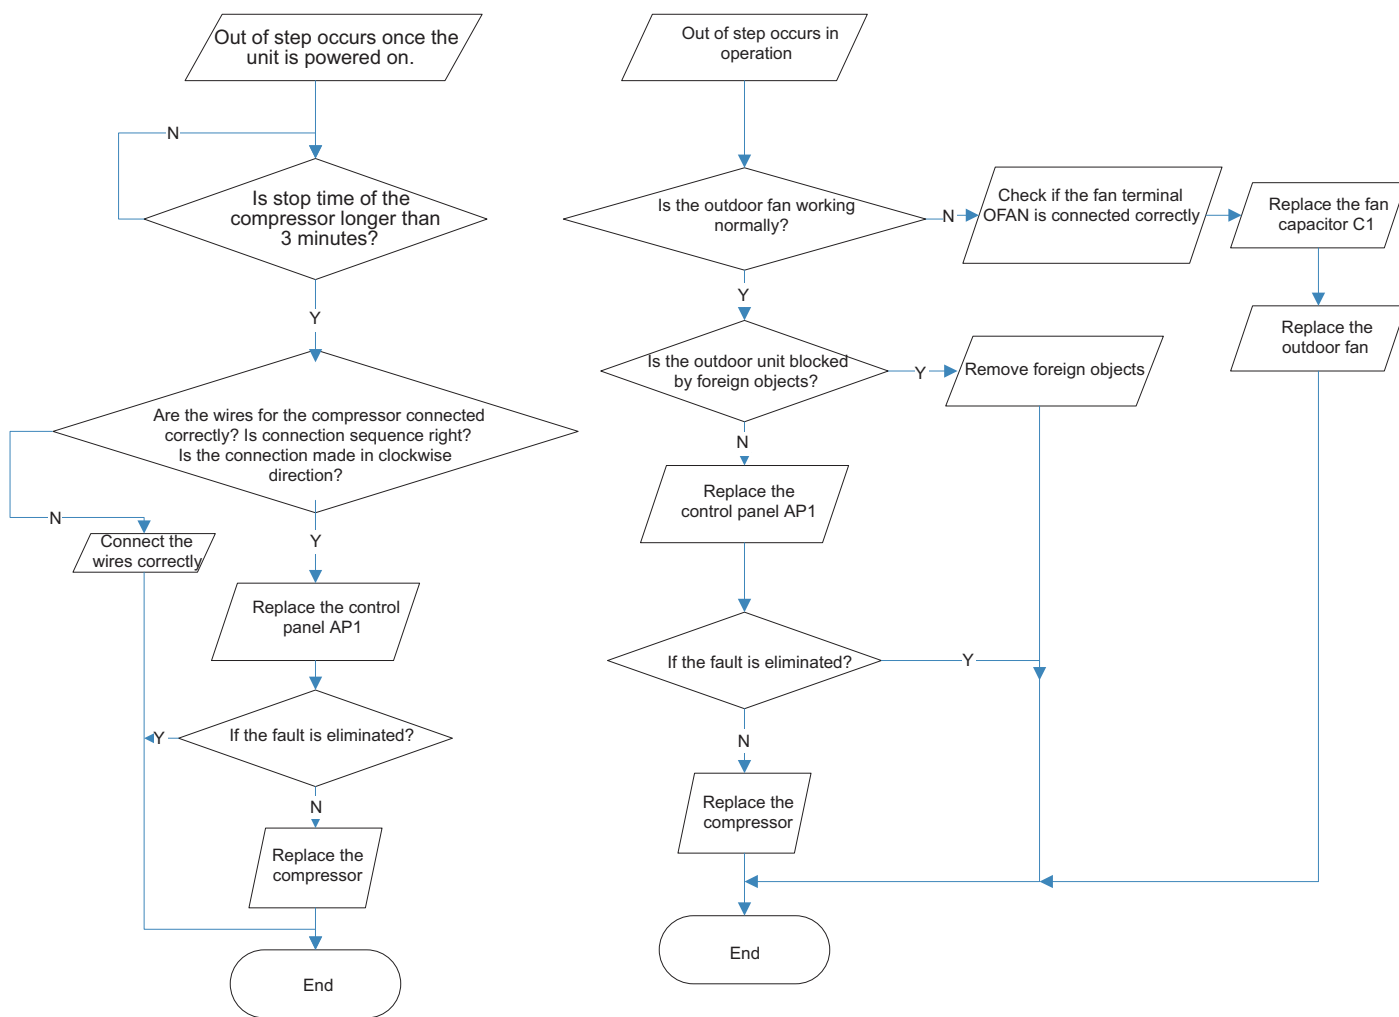 Out of step occurs once the
unit is powered on.
N
Is stop time of the
compressor longer than
3 minutes?
Y
Are the wires for the compressor connected
correctly? Is connection sequence right?
Is the connection made in clockwise
direction?
N
Connect the
wires correctly
Y
Replace the control
panel AP1
If the fault is eliminated?
Y
N
Replace the
compressor
End
Out of step occurs in
operation
Is the outdoor fan working
normally?
N
Check if the fan terminal
OFAN is connected correctly
Replace the fan
capacitor C1
Replace the
outdoor fan
Y
Is the outdoor unit blocked
by foreign objects?
Y
Remove foreign objects
N
Replace the
control panel AP1
If the fault is eliminated?
Y
N
Replace the
compressor
End